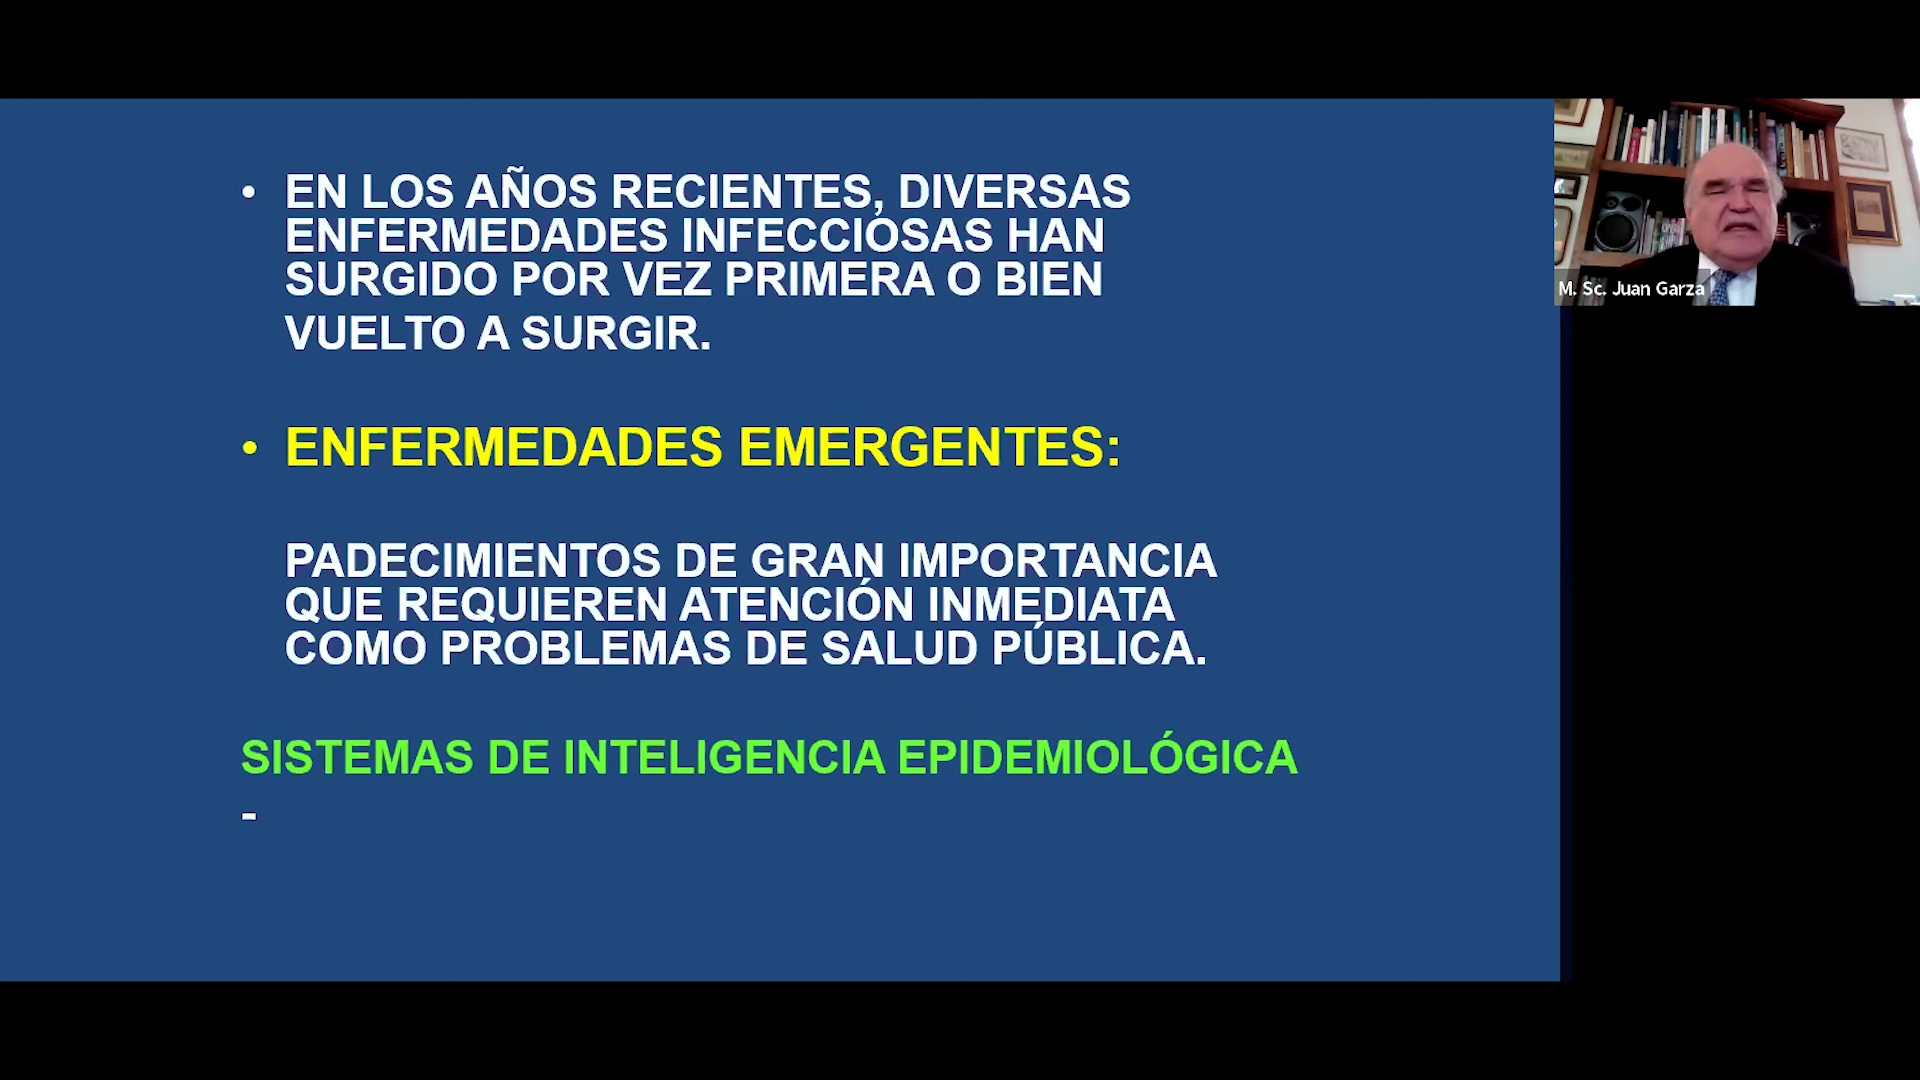 • EN LOS AÑOS RECIENTES, DIVERSAS
ENFERMEDADES INFECCIOSAS HAN
SURGIDO POR VEZ PRIMERA O BIEN
VUELTO A SURGIR.
• ENFERMEDADES EMERGENTES:
PADECIMIENTOS DE GRAN IMPORTANCIA
QUE REQUIEREN ATENCIÓN INMEDIATA
COMO PROBLEMAS DE SALUD PÚBLICA.
SISTEMAS DE INTELIGENCIA EPIDEMIOLÓGICA
-
M. Sc. Juan Garza